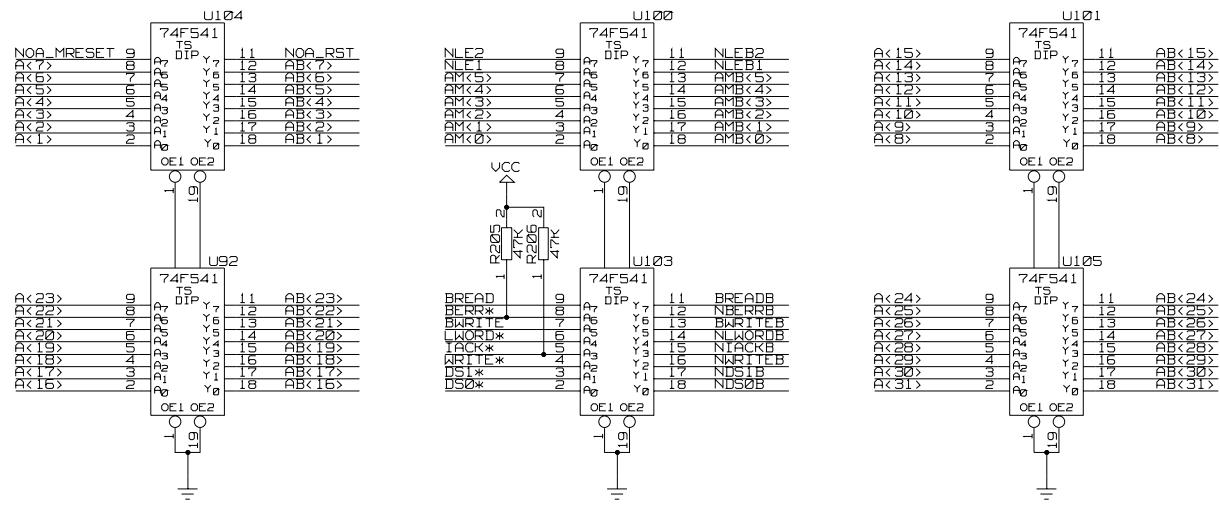 U104
74F541
TS
DIP
NOA_MRESET 9 A7 Y7 11 NOA_RST
A<7> 8 A6 Y6 12 AB<7>
A<6> 7 A5 Y5 13 AB<6>
A<5> 6 A4 Y4 14 AB<5>
A<4> 5 A3 Y3 15 AB<4>
A<3> 4 A2 Y2 16 AB<3>
A<2> 3 A1 Y1 17 AB<2>
A<1> 2 A0 Y0 18 AB<1>
OE1 OE2
1 19
U100
74F541
TS
DIP
NLE2 9 A7 Y7 11 NLEB2
NLE1 8 A6 Y6 12 NLEB1
AM<5> 7 A5 Y5 13 AMB<5>
AM<4> 6 A4 Y4 14 AMB<4>
AM<3> 5 A3 Y3 15 AMB<3>
AM<2> 4 A2 Y2 16 AMB<2>
AM<1> 3 A1 Y1 17 AMB<1>
AM<0> 2 A0 Y0 18 AMB<0>
OE1 OE2
1 19
U101
74F541
TS
DIP
A<15> 9 A7 Y7 11 AB<15>
A<14> 8 A6 Y6 12 AB<14>
A<13> 7 A5 Y5 13 AB<13>
A<12> 6 A4 Y4 14 AB<12>
A<11> 5 A3 Y3 15 AB<11>
A<10> 4 A2 Y2 16 AB<10>
A<9> 3 A1 Y1 17 AB<9>
A<8> 2 A0 Y0 18 AB<8>
OE1 OE2
1 19
VCC
2 2
R205 47K R206 47K
1 1
U92
74F541
TS
DIP
A<23> 9 A7 Y7 11 AB<23>
A<22> 8 A6 Y6 12 AB<22>
A<21> 7 A5 Y5 13 AB<21>
A<20> 6 A4 Y4 14 AB<20>
A<19> 5 A3 Y3 15 AB<19>
A<18> 4 A2 Y2 16 AB<18>
A<17> 3 A1 Y1 17 AB<17>
A<16> 2 A0 Y0 18 AB<16>
OE1 OE2
1 19
U103
74F541
TS
DIP
BREAD 9 A7 Y7 11 BREADB
BERR* 8 A6 Y6 12 NBERRB
BWRITE 7 A5 Y5 13 BWRITEB
LWORD* 6 A4 Y4 14 NLWORDB
IACK* 5 A3 Y3 15 NIACKB
WRITE* 4 A2 Y2 16 NWRITEB
DS1* 3 A1 Y1 17 NDS1B
DS0* 2 A0 Y0 18 NDS0B
OE1 OE2
1 19
U105
74F541
TS
DIP
A<24> 9 A7 Y7 11 AB<24>
A<25> 8 A6 Y6 12 AB<25>
A<26> 7 A5 Y5 13 AB<26>
A<27> 6 A4 Y4 14 AB<27>
A<28> 5 A3 Y3 15 AB<28>
A<29> 4 A2 Y2 16 AB<29>
A<30> 3 A1 Y1 17 AB<30>
A<31> 2 A0 Y0 18 AB<31>
OE1 OE2
1 19